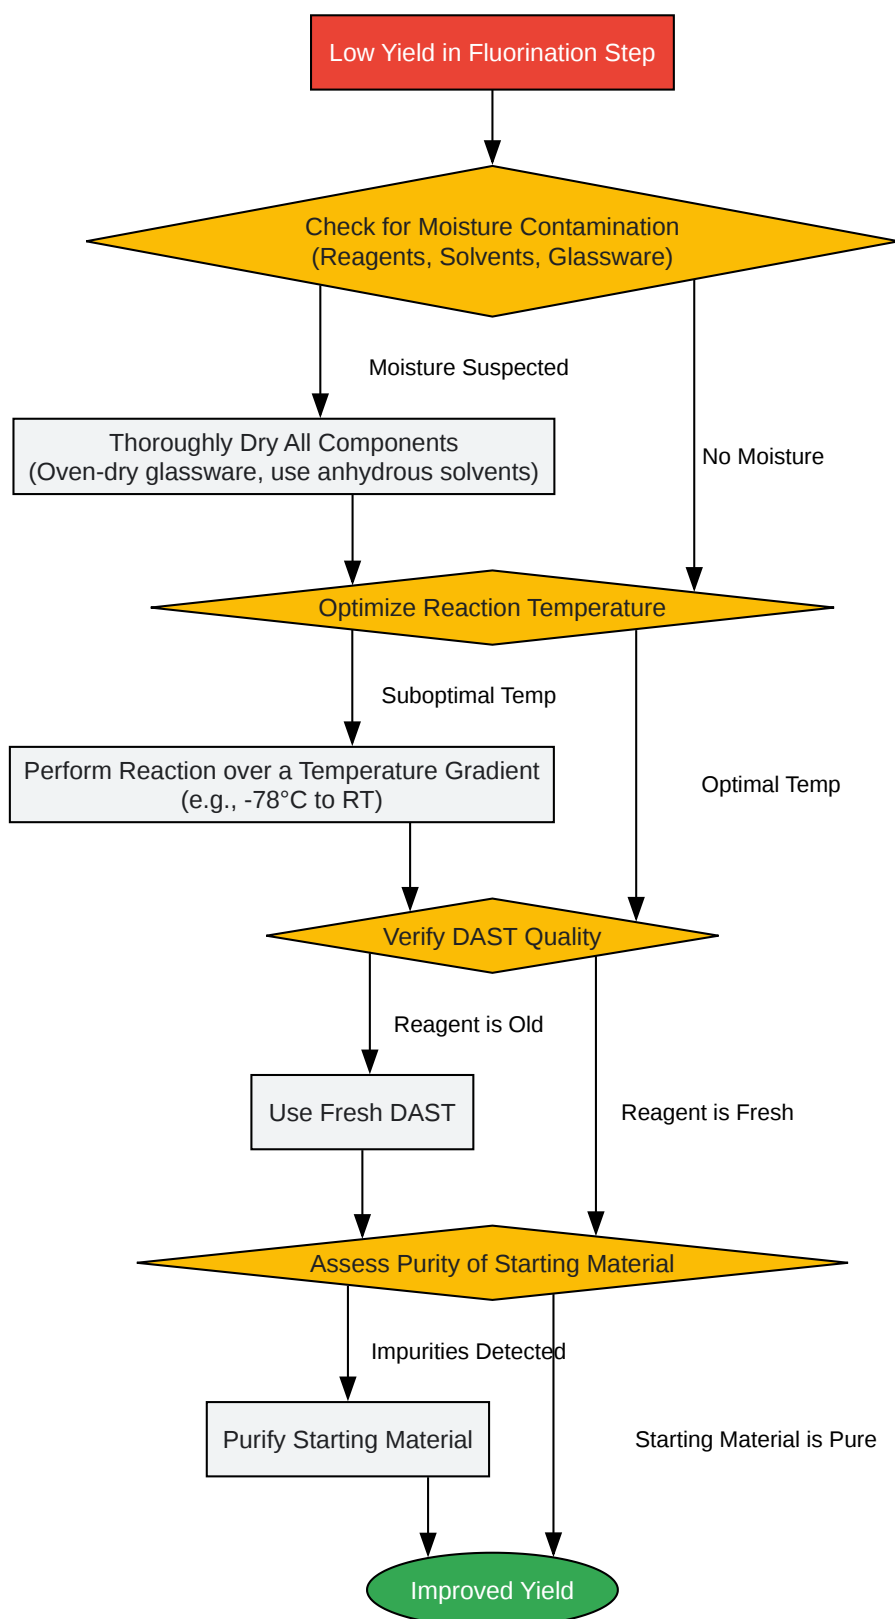 Low Yield in Fluorination Step
Check for Moisture Contamination
(Reagents, Solvents, Glassware)
Moisture Suspected
Thoroughly Dry All Components
(Oven-dry glassware, use anhydrous solvents)
No Moisture
Optimize Reaction Temperature
Suboptimal Temp
Perform Reaction over a Temperature Gradient
(e.g., -78°C to RT)
Optimal Temp
Verify DAST Quality
Reagent is Old
Use Fresh DAST
Reagent is Fresh
Assess Purity of Starting Material
Impurities Detected
Purify Starting Material
Starting Material is Pure
Improved Yield